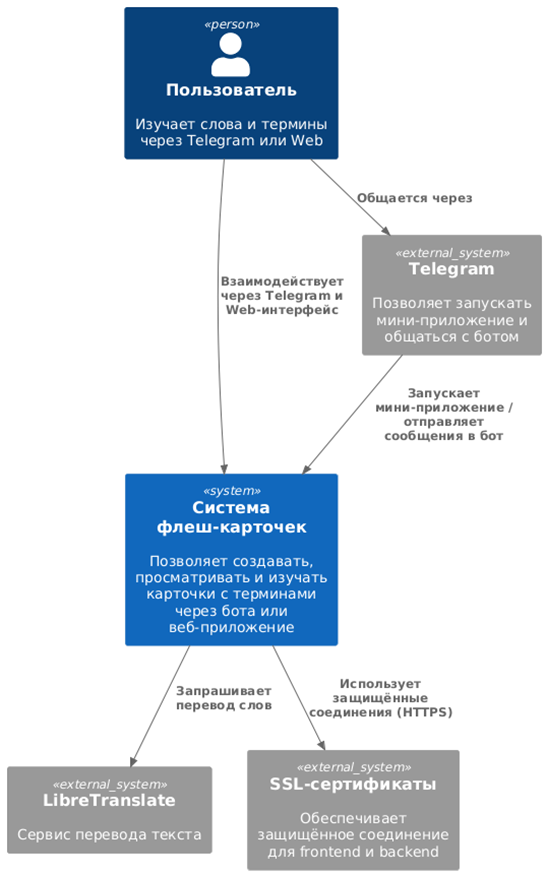 «person»
Пользователь
Изучает слова и термины
через Telegram или Web
Общается через
«external_system»
Telegram
Позволяет запускать
мини-приложение и
общаться с ботом
Взаимодействует
через Telegram и
Web-интерфейс
Запускает
мини-приложение /
отправляет
сообщения в бот
«system»
Система
флеш-карточек
Позволяет создавать,
просматривать и изучать
карточки с терминами
через бота или
веб-приложение
Запрашивает
перевод слов
Использует
защищённые
соединения (HTTPS)
«external_system»
LibreTranslate
Сервис перевода текста
«external_system»
SSL-сертификаты
Обеспечивает
защищённое соединение
для frontend и backend